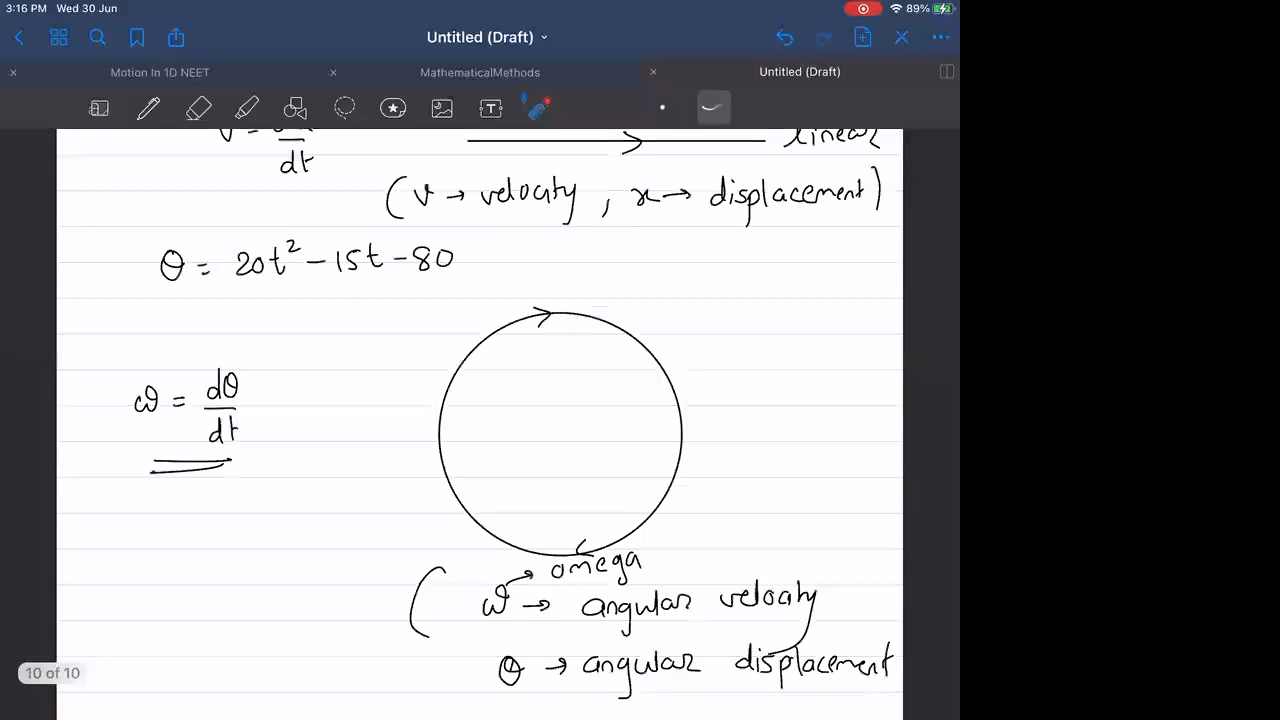 3:16 PM Wed 30 Jun 89%
Untitled (Draft)
Motion In 1D NEET MathematicalMethods Untitled (Draft)
v = dt linear
(v → velocity, x → displacement)
θ = 20t² - 15t - 80
ω = dθ/dt
omega
(ω → angular velocity
θ → angular displacement
10 of 10